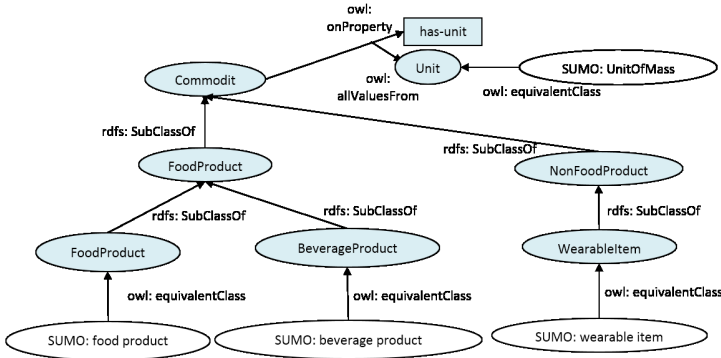 owl:
onProperty
has-unit
Commodit
Unit
SUMO: UnitOfMass
owl:
allValuesFrom
owl: equivalentClass
rdfs: SubClassOf
rdfs: SubClassOf
FoodProduct
NonFoodProduct
rdfs: SubClassOf
rdfs: SubClassOf
rdfs: SubClassOf
FoodProduct
BeverageProduct
WearableItem
owl: equivalentClass
owl: equivalentClass
owl: equivalentClass
SUMO: food product
SUMO: beverage product
SUMO: wearable item